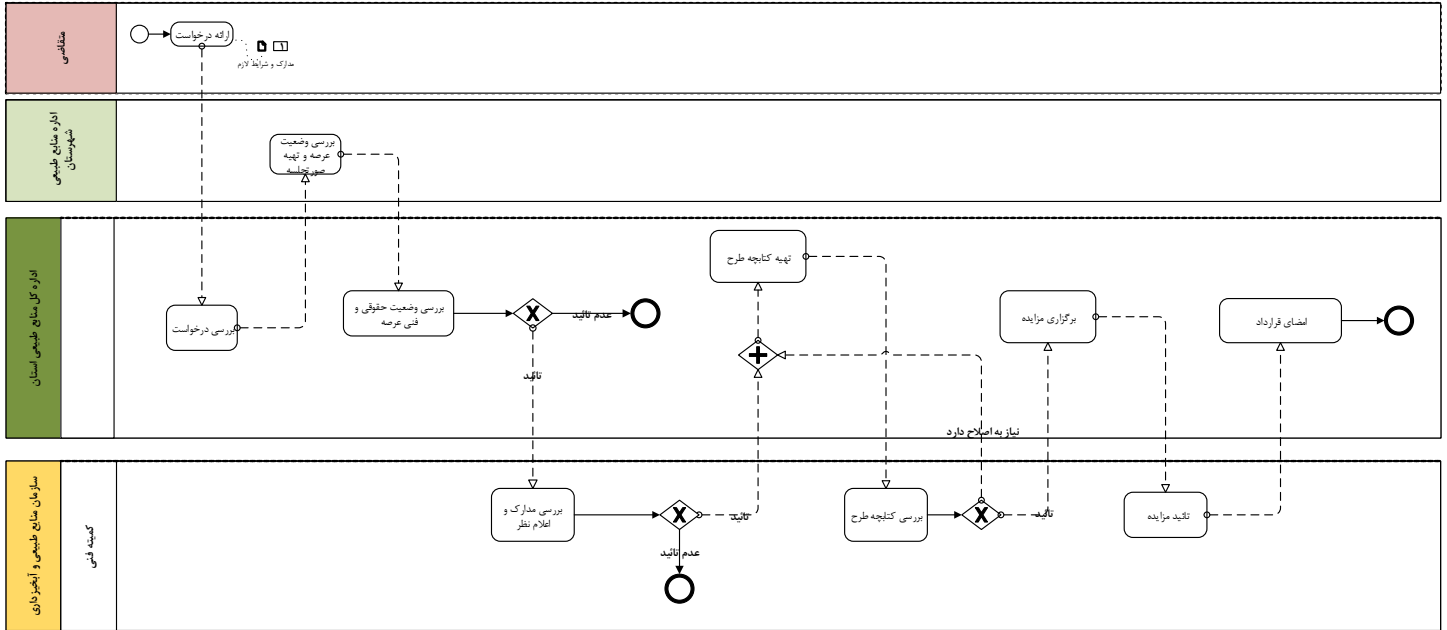 متقاضی
ارائه درخواست
۱
مدارک و شرایط لازم
اداره منابع طبیعی
شهرستان
بررسی وضعیت
عرصه و تهیه
صورتجلسه
اداره کل منابع طبیعی استان
بررسی درخواست
بررسی وضعیت حقوقی و
فنی عرصه
عدم تائید
تائید
تهیه کتابچه طرح
نیاز به اصلاح دارد
برگزاری مزایده
امضای قرارداد
سازمان منابع طبیعی و آبخیزداری
کمیته فنی
بررسی مدارک و
اعلام نظر
تائید
عدم تائید
بررسی کتابچه طرح
تائید
تائید مزایده